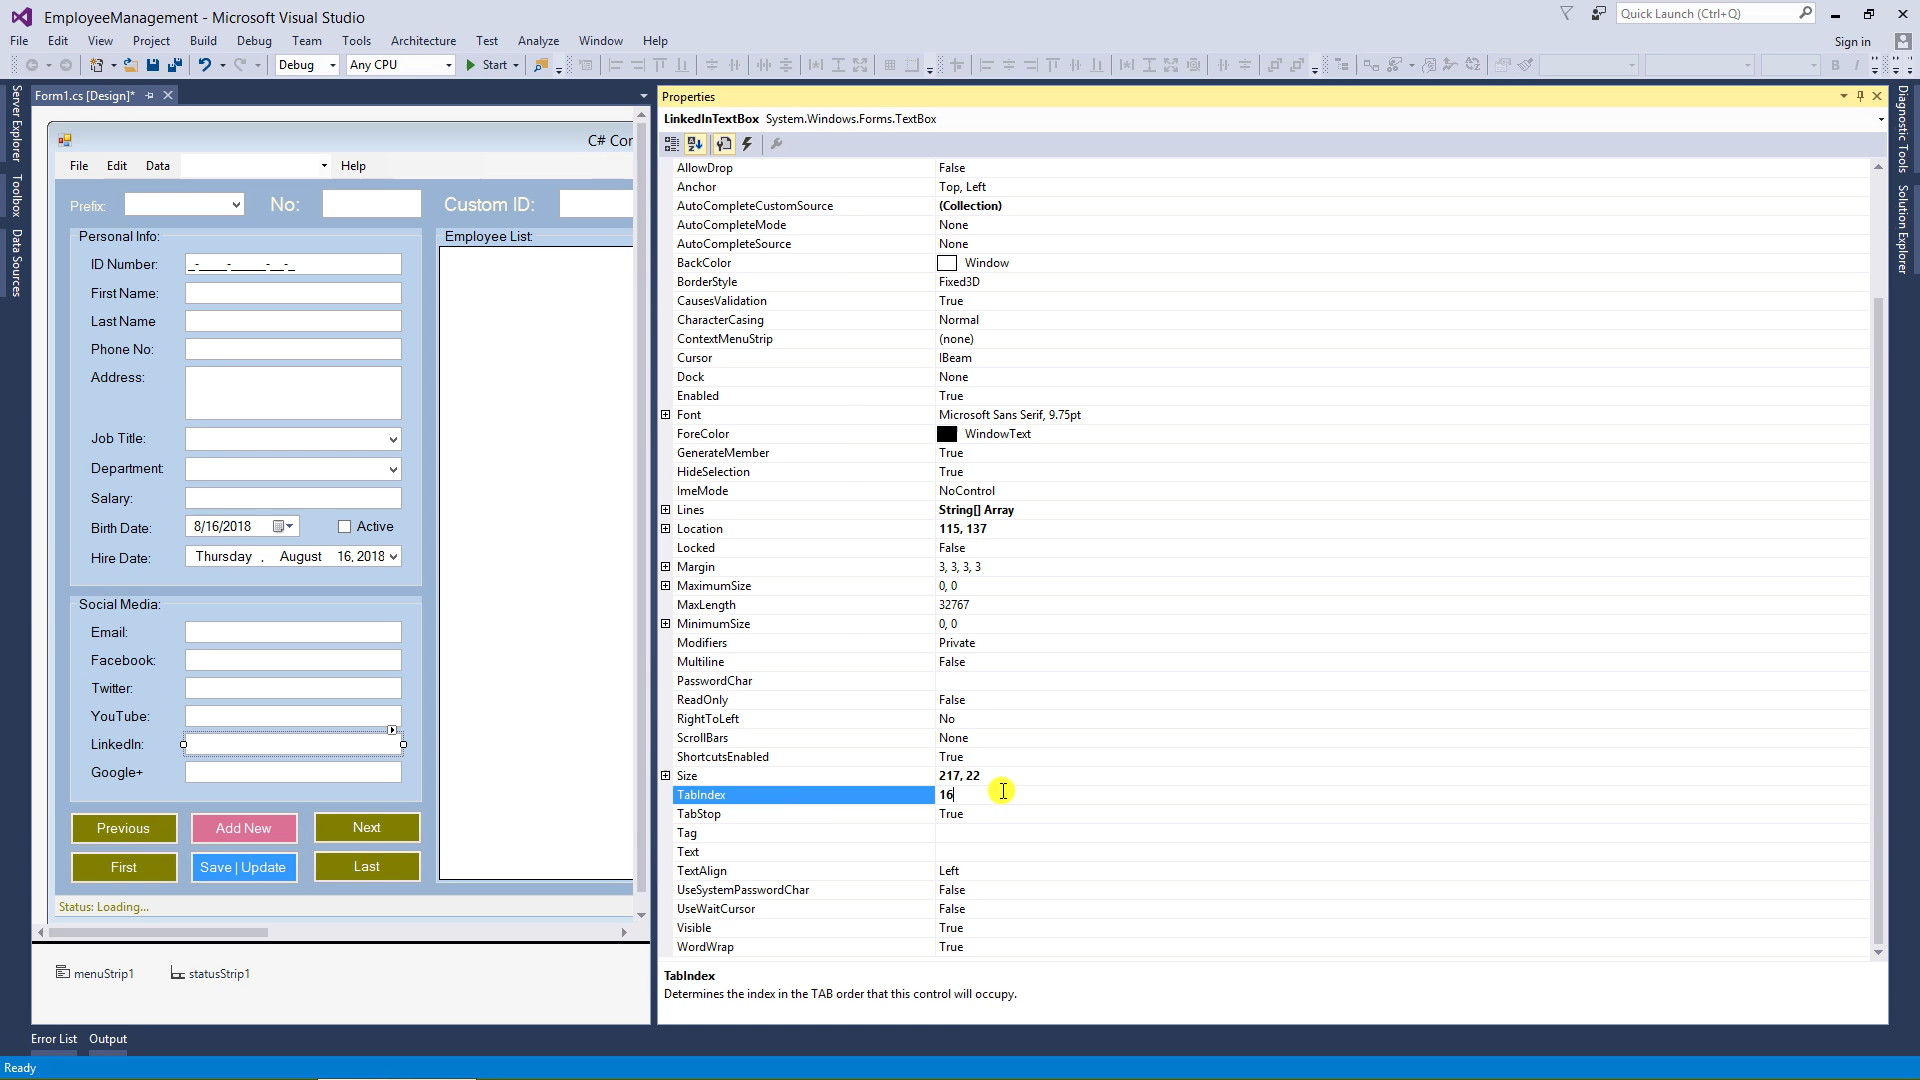 EmployeeManagement - Microsoft Visual Studio
Quick Launch (Ctrl+Q)
File Edit View Project Build Debug Team Tools Architecture Test Analyze Window Help
Sign in
Debug Any CPU Start
Server Explorer
Toolbox
Data Sources
Form1.cs [Design]*
C# Cor
File Edit Data Help
Prefix: No: Custom ID:
Personal Info:
ID Number: _-____-_____-__-_
First Name:
Last Name
Phone No:
Address:
Job Title:
Department:
Salary:
Birth Date: 8/16/2018 Active
Hire Date: Thursday , August 16, 2018
Employee List:
Social Media:
Email:
Facebook:
Twitter:
YouTube:
LinkedIn:
Google+
Previous Add New Next
First Save | Update Last
Status: Loading...
menuStrip1 statusStrip1
Properties
LinkedInTextBox System.Windows.Forms.TextBox
AllowDrop False
Anchor Top, Left
AutoCompleteCustomSource (Collection)
AutoCompleteMode None
AutoCompleteSource None
BackColor Window
BorderStyle Fixed3D
CausesValidation True
CharacterCasing Normal
ContextMenuStrip (none)
Cursor IBeam
Dock None
Enabled True
Font Microsoft Sans Serif, 9.75pt
ForeColor WindowText
GenerateMember True
HideSelection True
ImeMode NoControl
Lines String[] Array
Location 115, 137
Locked False
Margin 3, 3, 3, 3
MaximumSize 0, 0
MaxLength 32767
MinimumSize 0, 0
Modifiers Private
Multiline False
PasswordChar
ReadOnly False
RightToLeft No
ScrollBars None
ShortcutsEnabled True
Size 217, 22
TabIndex 16
TabStop True
Tag
Text
TextAlign Left
UseSystemPasswordChar False
UseWaitCursor False
Visible True
WordWrap True
TabIndex
Determines the index in the TAB order that this control will occupy.
Diagnostic Tools
Solution Explorer
Error List Output
Ready